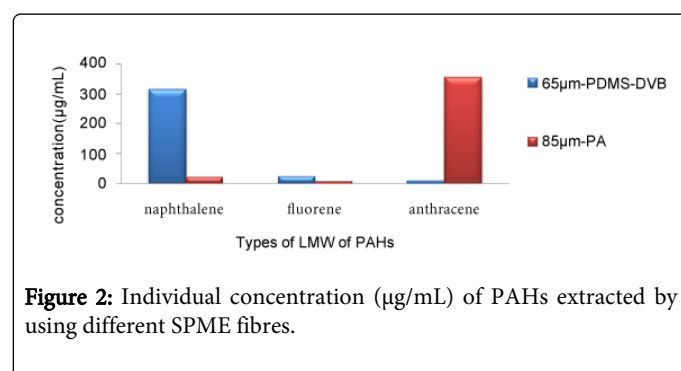 400
300
200
100
0
concentration(µg/mL)
naphthalene fluorene anthracene
Types of LMW of PAHs
65µm-PDMS-DVB
85µm-PA
Figure 2: Individual concentration (µg/mL) of PAHs extracted by
using different SPME fibres.